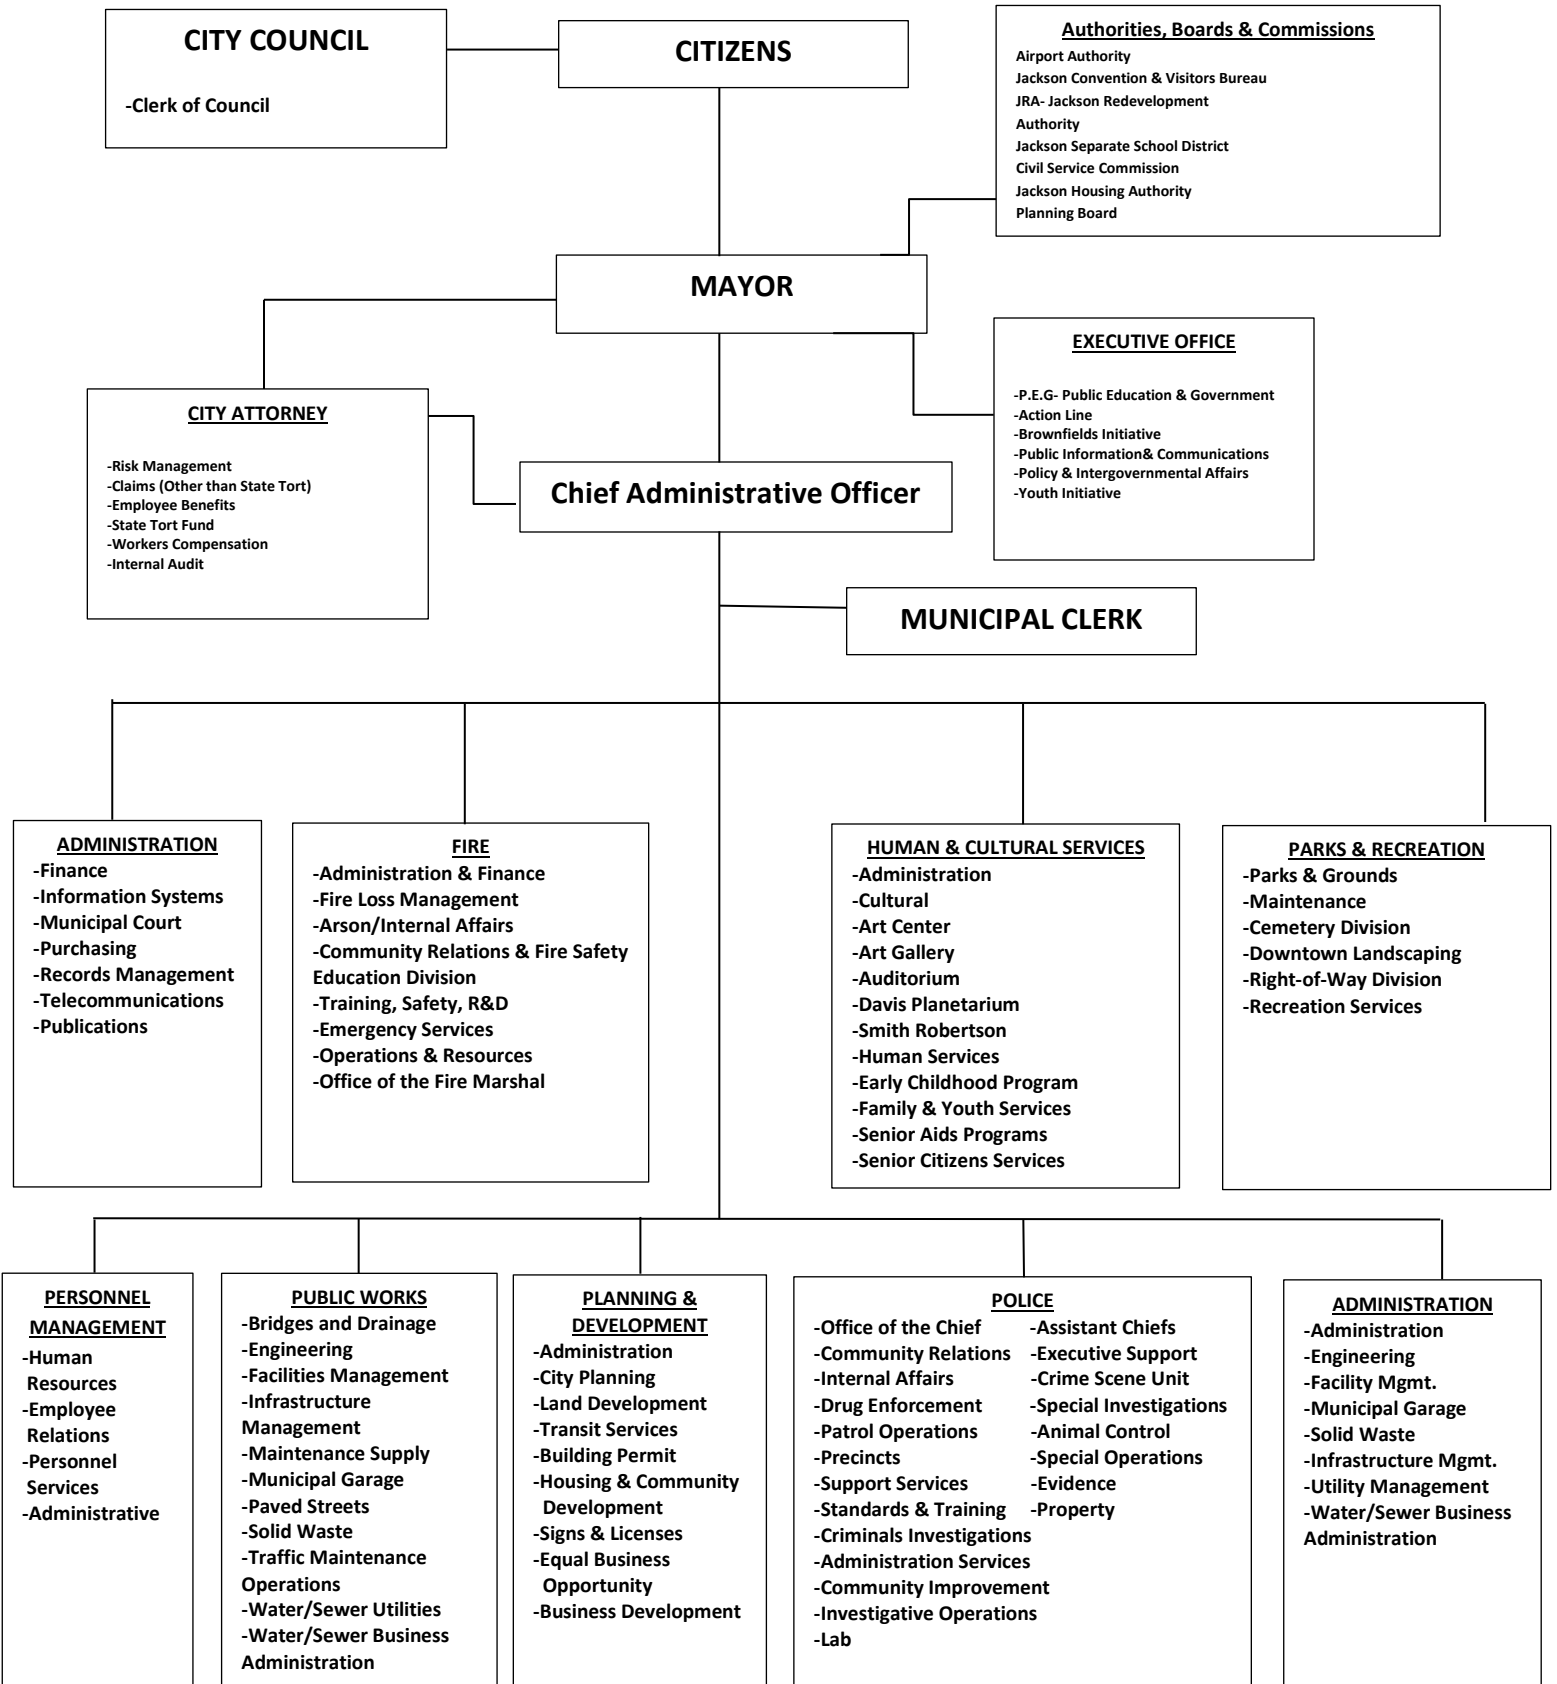 CITY COUNCIL
-Clerk of Council
CITIZENS
Authorities, Boards & Commissions
Airport Authority
Jackson Convention & Visitors Bureau
JRA- Jackson Redevelopment
Authority
Jackson Separate School District
Civil Service Commission
Jackson Housing Authority
Planning Board
MAYOR
EXECUTIVE OFFICE
-P.E.G- Public Education & Government
-Action Line
-Brownfields Initiative
-Public Information& Communications
-Policy & Intergovernmental Affairs
-Youth Initiative
CITY ATTORNEY
-Risk Management
-Claims (Other than State Tort)
-Employee Benefits
-State Tort Fund
-Workers Compensation
-Internal Audit
Chief Administrative Officer
MUNICIPAL CLERK
ADMINISTRATION
-Finance
-Information Systems
-Municipal Court
-Purchasing
-Records Management
-Telecommunications
-Publications
FIRE
-Administration & Finance
-Fire Loss Management
-Arson/Internal Affairs
-Community Relations & Fire Safety
Education Division
-Training, Safety, R&D
-Emergency Services
-Operations & Resources
-Office of the Fire Marshal
HUMAN & CULTURAL SERVICES
-Administration
-Cultural
-Art Center
-Art Gallery
-Auditorium
-Davis Planetarium
-Smith Robertson
-Human Services
-Early Childhood Program
-Family & Youth Services
-Senior Aids Programs
-Senior Citizens Services
PARKS & RECREATION
-Parks & Grounds
-Maintenance
-Cemetery Division
-Downtown Landscaping
-Right-of-Way Division
-Recreation Services
PERSONNEL
MANAGEMENT
-Human
Resources
-Employee
Relations
-Personnel
Services
-Administrative
PUBLIC WORKS
-Bridges and Drainage
-Engineering
-Facilities Management
-Infrastructure
Management
-Maintenance Supply
-Municipal Garage
-Paved Streets
-Solid Waste
-Traffic Maintenance
Operations
-Water/Sewer Utilities
-Water/Sewer Business
Administration
PLANNING &
DEVELOPMENT
-Administration
-City Planning
-Land Development
-Transit Services
-Building Permit
-Housing & Community
Development
-Signs & Licenses
-Equal Business
Opportunity
-Business Development
POLICE
-Office of the Chief
-Community Relations
-Internal Affairs
-Drug Enforcement
-Patrol Operations
-Precincts
-Support Services
-Standards & Training
-Criminals Investigations
-Administration Services
-Community Improvement
-Investigative Operations
-Lab
-Assistant Chiefs
-Executive Support
-Crime Scene Unit
-Special Investigations
-Animal Control
-Special Operations
-Evidence
-Property
ADMINISTRATION
-Administration
-Engineering
-Facility Mgmt.
-Municipal Garage
-Solid Waste
-Infrastructure Mgmt.
-Utility Management
-Water/Sewer Business
Administration